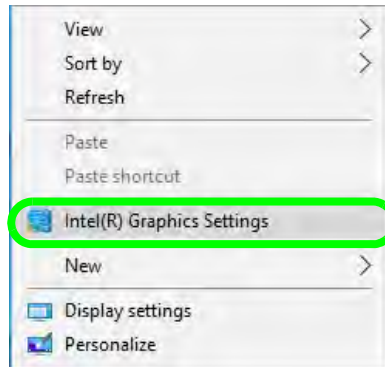 View
Sort by
Refresh
Paste
Paste shortcut
Intel(R) Graphics Settings
New
Display settings
Personalize